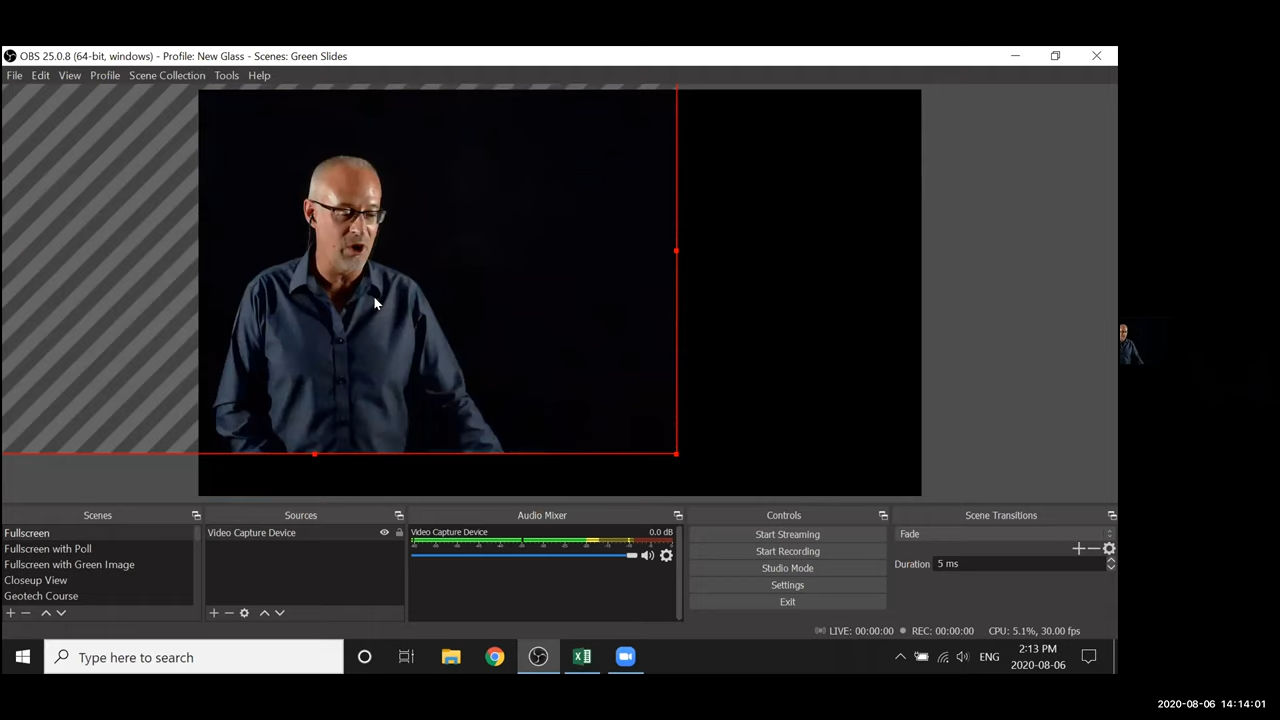 OBS 25.0.8 (64-bit, windows) - Profile: New Glass - Scenes: Green Slides
File Edit View Profile Scene Collection Tools Help
Scenes Sources Audio Mixer Controls Scene Transitions
Fullscreen
Fullscreen with Poll
Fullscreen with Green Image
Closeup View
Geotech Course
Video Capture Device
Video Capture Device 0.0 dB
Start Streaming
Start Recording
Studio Mode
Settings
Exit
Fade
Duration 5 ms
LIVE: 00:00:00 REC: 00:00:00 CPU: 5.1%, 30.00 fps
Type here to search
ENG
2:13 PM
2020-08-06
2020-08-06 14:14:01